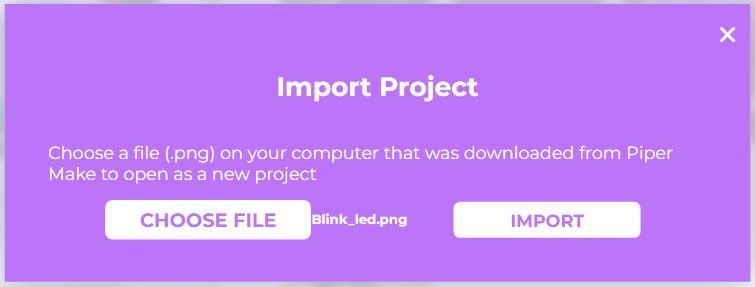 Import Project
Choose a file (.png) on your computer that was downloaded from Piper
Make to open as a new project
CHOOSE FILE Blink_led.png IMPORT